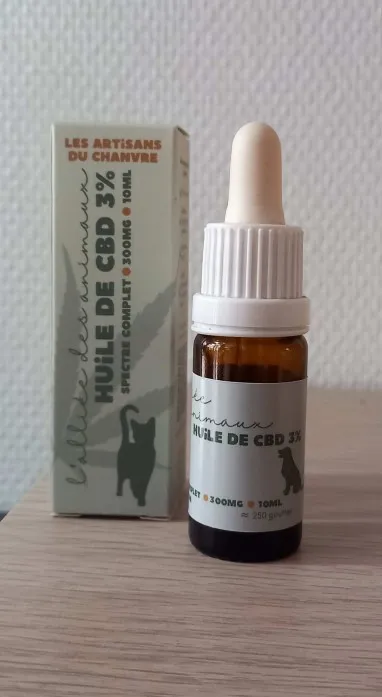 LES ARTISANS
DU CHANVRE
l'alliée des animaux
HUILE DE CBD 3%
SPECTRE COMPLET • 300MG • 10ML
animaux
HUILE DE CBD 3%
300MG • 10ML
≈ 250 gouttes